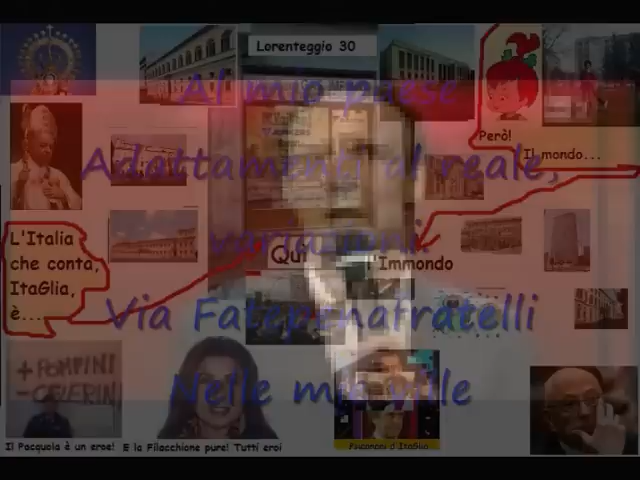 Lorenteggio 30
Al mio paese
Però!
Il mondo...
Adattamenti al reale,
L'Italia
che conta,
ItaGlia,
è...
variazioni
Qui
l'Immondo
Via Fatebenefratelli
Nelle mie ville
+ POMPINI
Il Pacquola è un eroe!
E la Filacchione pure! Tutti eroi